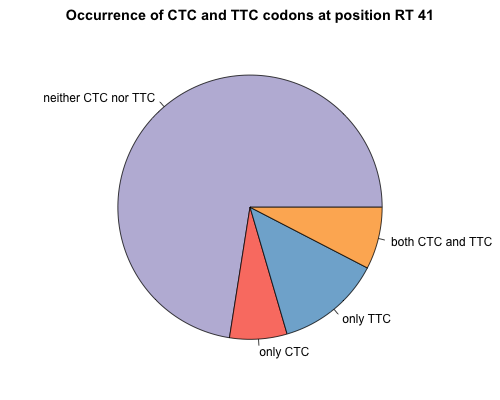 Occurrence of CTC and TTC codons at position RT 41
neither CTC nor TTC
both CTC and TTC
only TTC
only CTC